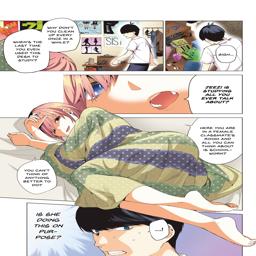 WHY DON'T
YOU CLEAN
UP EVERY
ONCE IN A
WHILE?
WHEN'S THE
LAST TIME
YOU EVEN
USED THIS
DESK TO
STUDY?
SIGH...
JEEZ! IS
STUDYING
ALL YOU
EVER TALK
ABOUT?
HERE YOU ARE
IN A FEMALE
CLASSMATE'S
ROOM AND
ALL YOU CAN
THINK ABOUT
IS SCHOOL-
WORK?
YOU CAN'T
THINK OF
ANYTHING
BETTER TO
DO?
IS SHE
DOING THIS
ON PUR-
POSE?
...!